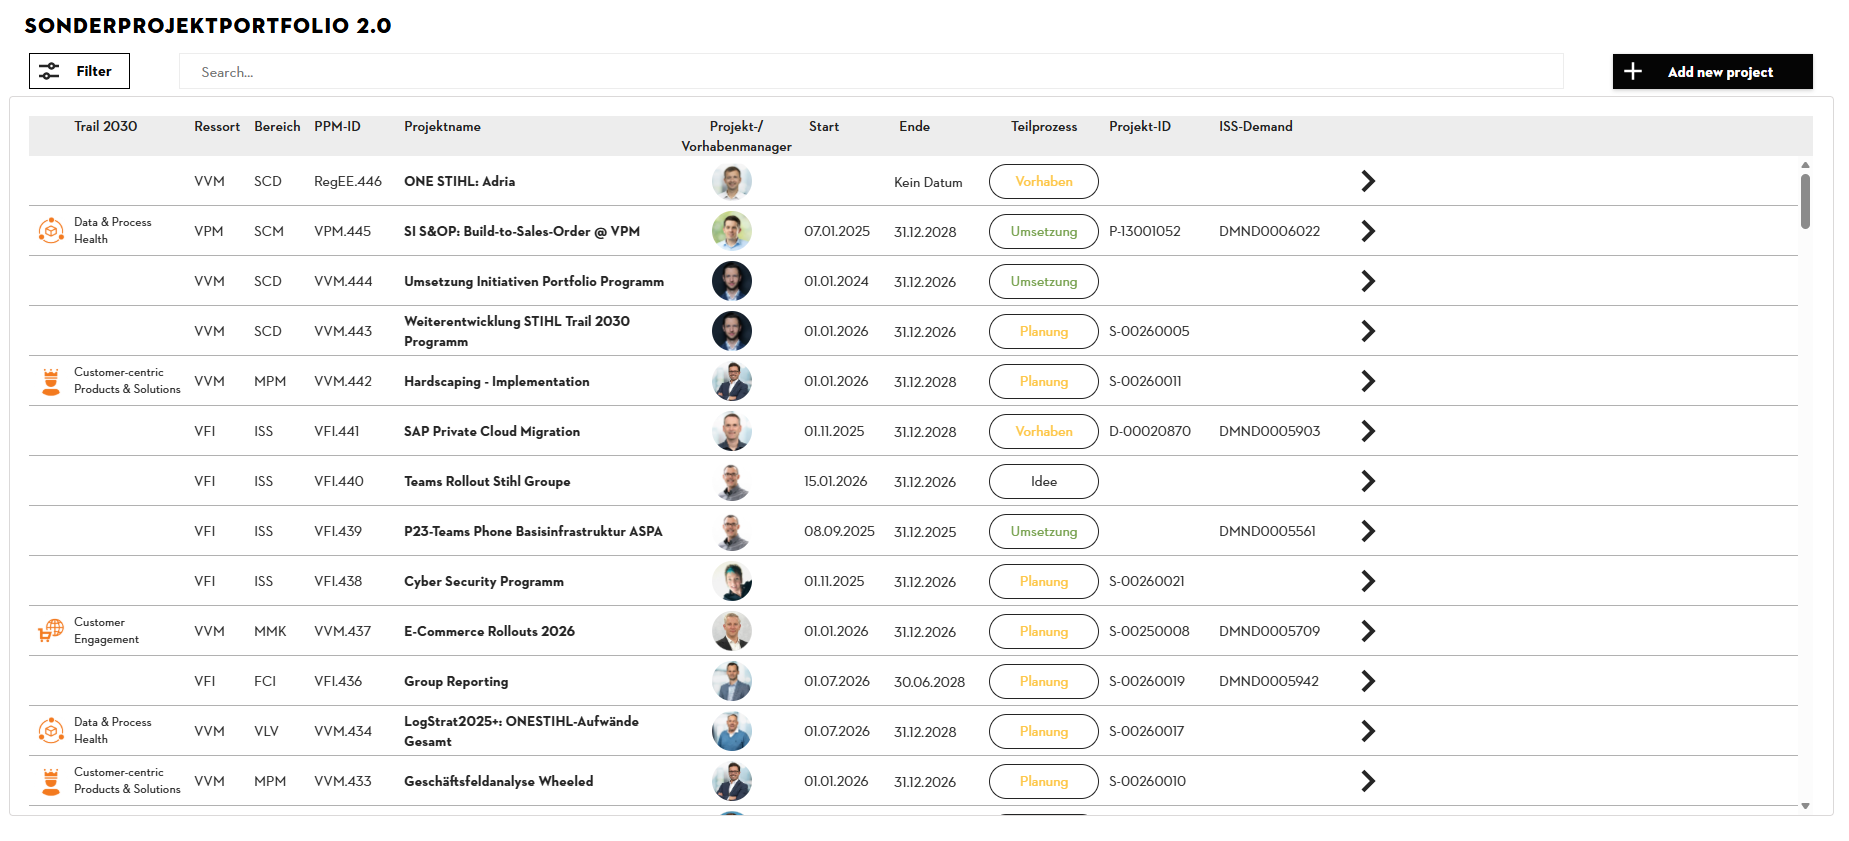 SONDERPROJEKTPORTFOLIO 2.0
Filter
Search...
Add new project
Trail 2030 Ressort Bereich PPM-ID Projektname Projekt-/ Vorhabenmanager Start Ende Teilprozess Projekt-ID ISS-Demand
VVM SCD RegEE.446 ONE STIHL: Adria Kein Datum Vorhaben
Data & Process Health VPM SCM VPM.445 SI S&OP: Build-to-Sales-Order @ VPM 07.01.2025 31.12.2028 Umsetzung P-13001052 DMND0006022
VVM SCD VVM.444 Umsetzung Initiativen Portfolio Programm 01.01.2024 31.12.2026 Umsetzung
VVM SCD VVM.443 Weiterentwicklung STIHL Trail 2030 Programm 01.01.2026 31.12.2026 Planung S-00260005
Customer-centric Products & Solutions VVM MPM VVM.442 Hardscaping - Implementation 01.01.2026 31.12.2028 Planung S-00260011
VFI ISS VFI.441 SAP Private Cloud Migration 01.11.2025 31.12.2028 Vorhaben D-00020870 DMND0005903
VFI ISS VFI.440 Teams Rollout Stihl Groupe 15.01.2026 31.12.2026 Idee
VFI ISS VFI.439 P23-Teams Phone Basisinfrastruktur ASPA 08.09.2025 31.12.2025 Umsetzung DMND0005561
VFI ISS VFI.438 Cyber Security Programm 01.11.2025 31.12.2026 Planung S-00260021
Customer Engagement VVM MMK VVM.437 E-Commerce Rollouts 2026 01.01.2026 31.12.2026 Planung S-00250008 DMND0005709
VFI FCI VFI.436 Group Reporting 01.07.2026 30.06.2028 Planung S-00260019 DMND0005942
Data & Process Health VVM VLV VVM.434 LogStrat2025+: ONESTIHL-Aufwände Gesamt 01.07.2026 31.12.2028 Planung S-00260017
Customer-centric Products & Solutions VVM MPM VVM.433 Geschäftsfeldanalyse Wheeled 01.01.2026 31.12.2026 Planung S-00260010